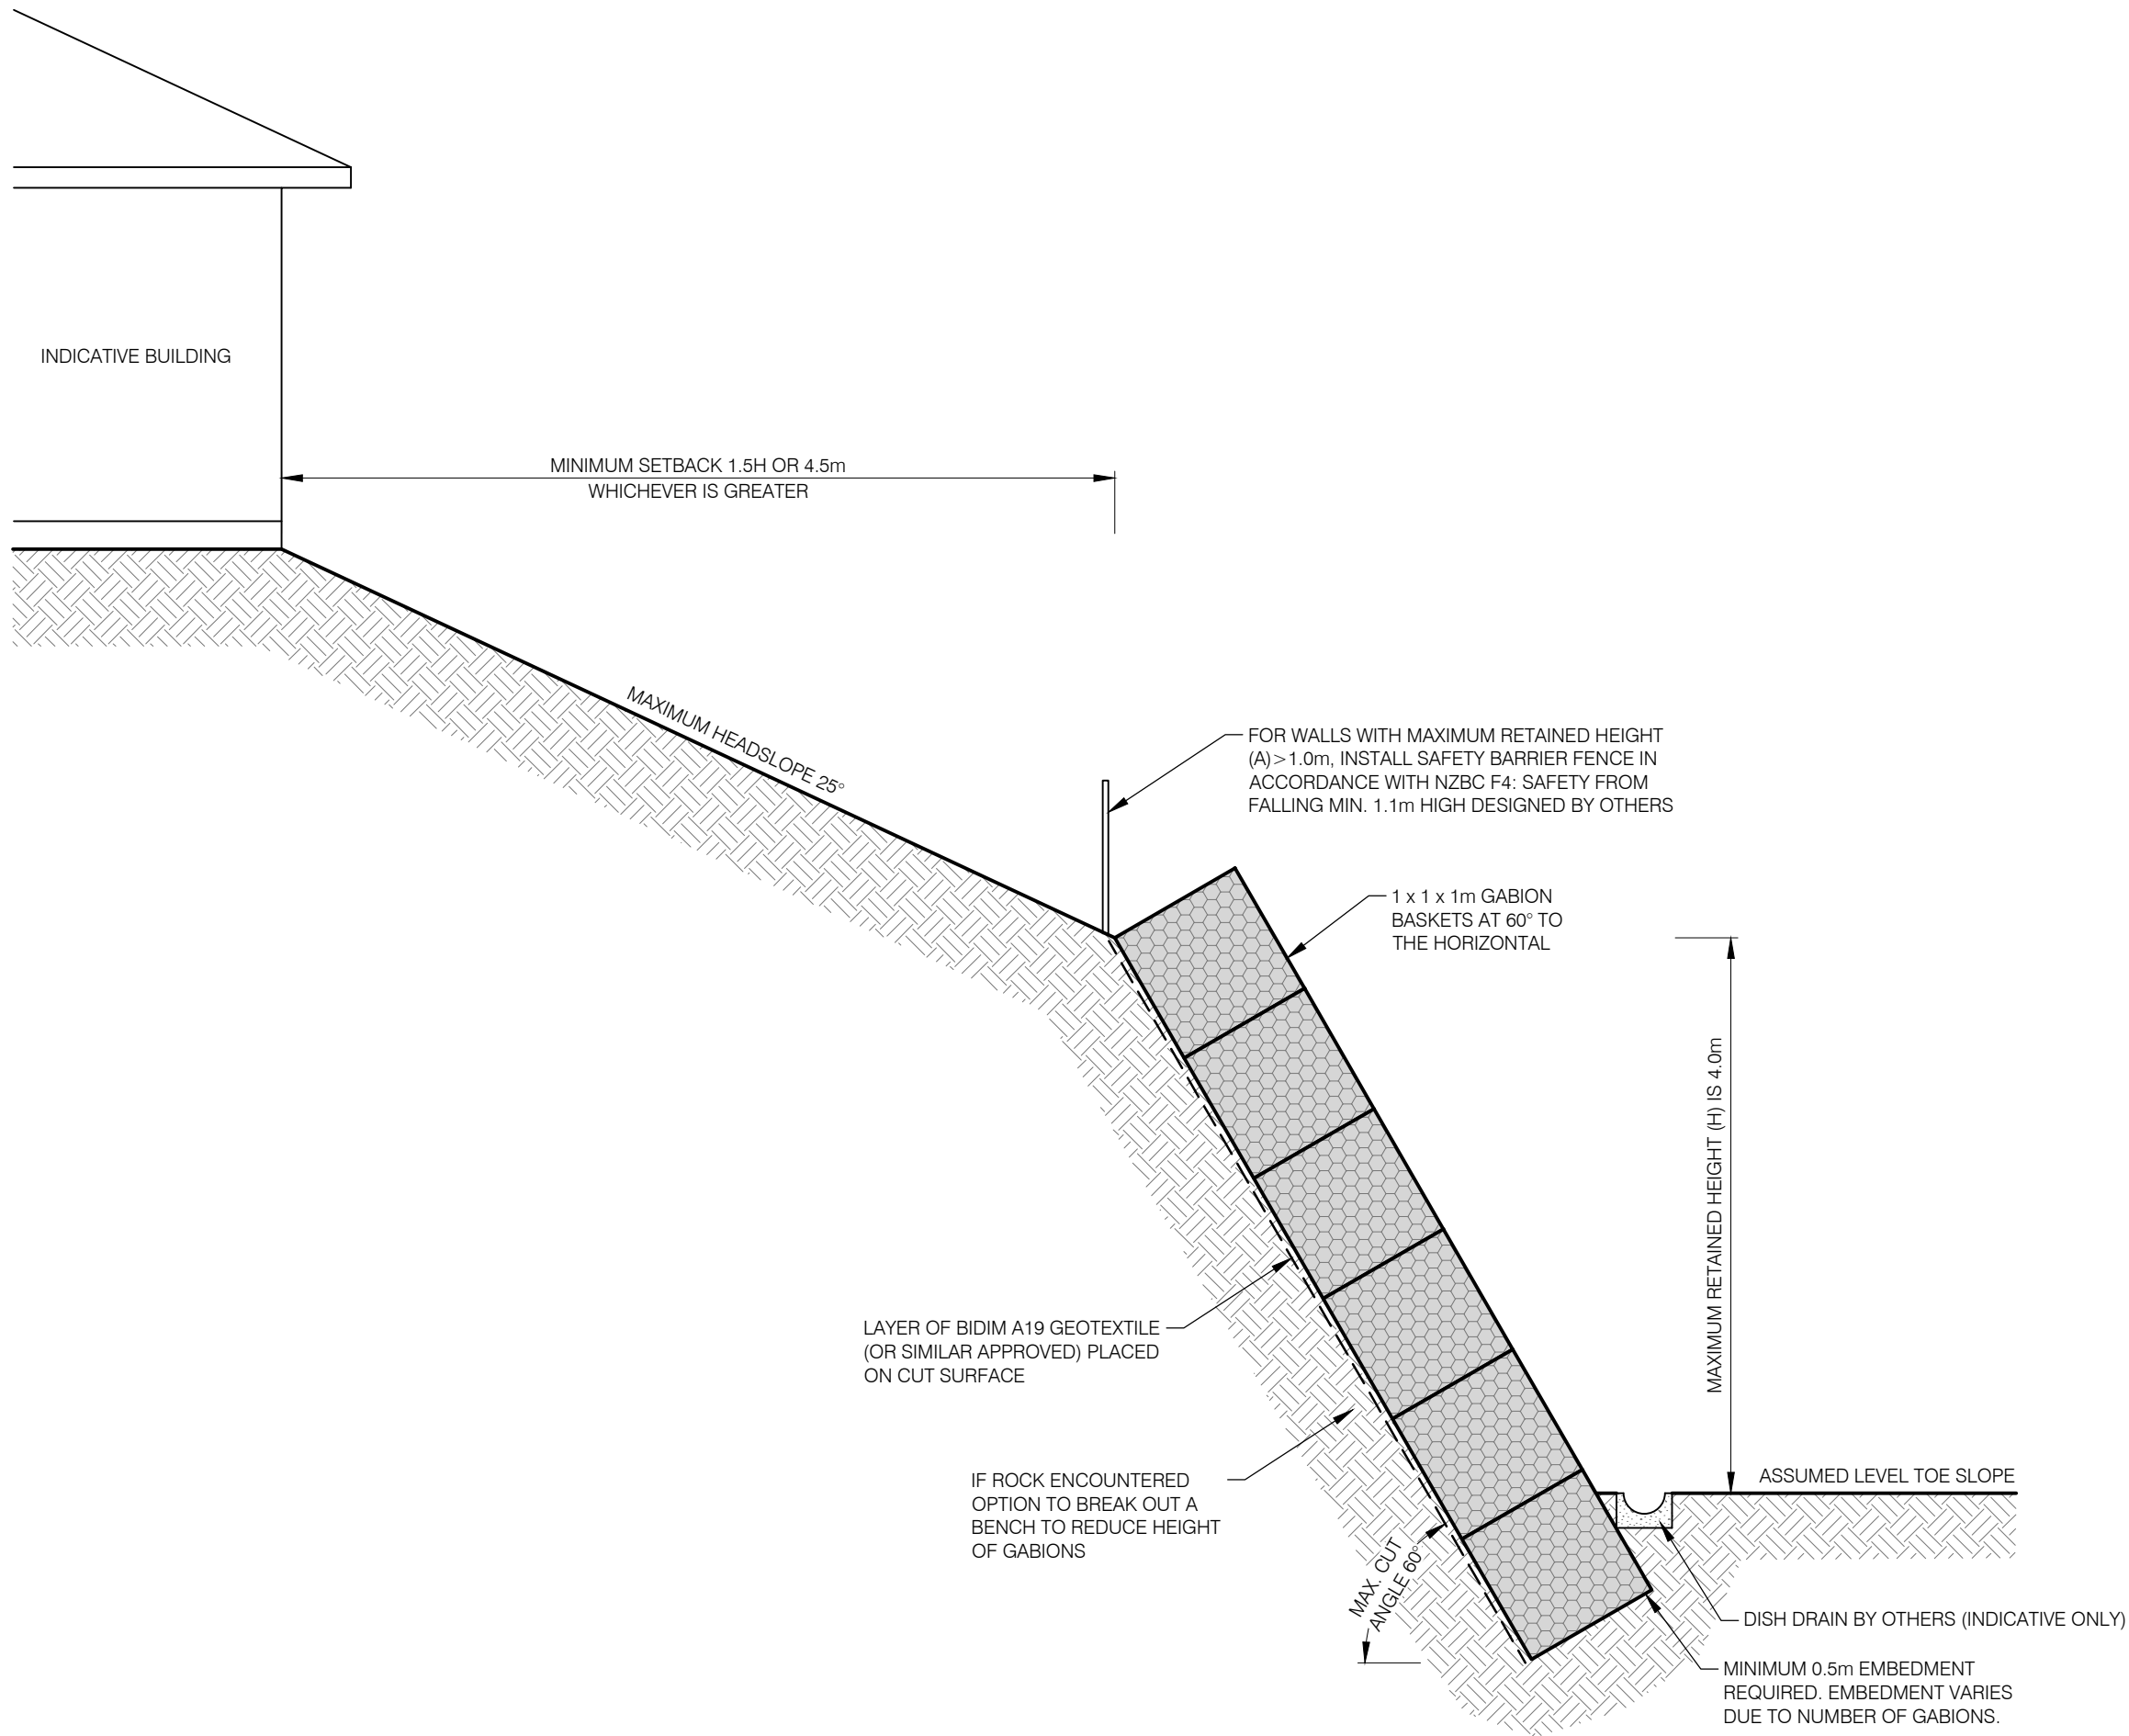 INDICATIVE BUILDING
MINIMUM SETBACK 1.5H OR 4.5m
WHICHEVER IS GREATER
MAXIMUM HEADSLOPE 25°
FOR WALLS WITH MAXIMUM RETAINED HEIGHT
(A)>1.0m, INSTALL SAFETY BARRIER FENCE IN
ACCORDANCE WITH NZBC F4: SAFETY FROM
FALLING MIN. 1.1m HIGH DESIGNED BY OTHERS
1 x 1 x 1m GABION
BASKETS AT 60° TO
THE HORIZONTAL
MAXIMUM RETAINED HEIGHT (H) IS 4.0m
LAYER OF BIDIM A19 GEOTEXTILE
(OR SIMILAR APPROVED) PLACED
ON CUT SURFACE
IF ROCK ENCOUNTERED
OPTION TO BREAK OUT A
BENCH TO REDUCE HEIGHT
OF GABIONS
ASSUMED LEVEL TOE SLOPE
MAX. CUT
ANGLE 60°
DISH DRAIN BY OTHERS (INDICATIVE ONLY)
MINIMUM 0.5m EMBEDMENT
REQUIRED. EMBEDMENT VARIES
DUE TO NUMBER OF GABIONS.